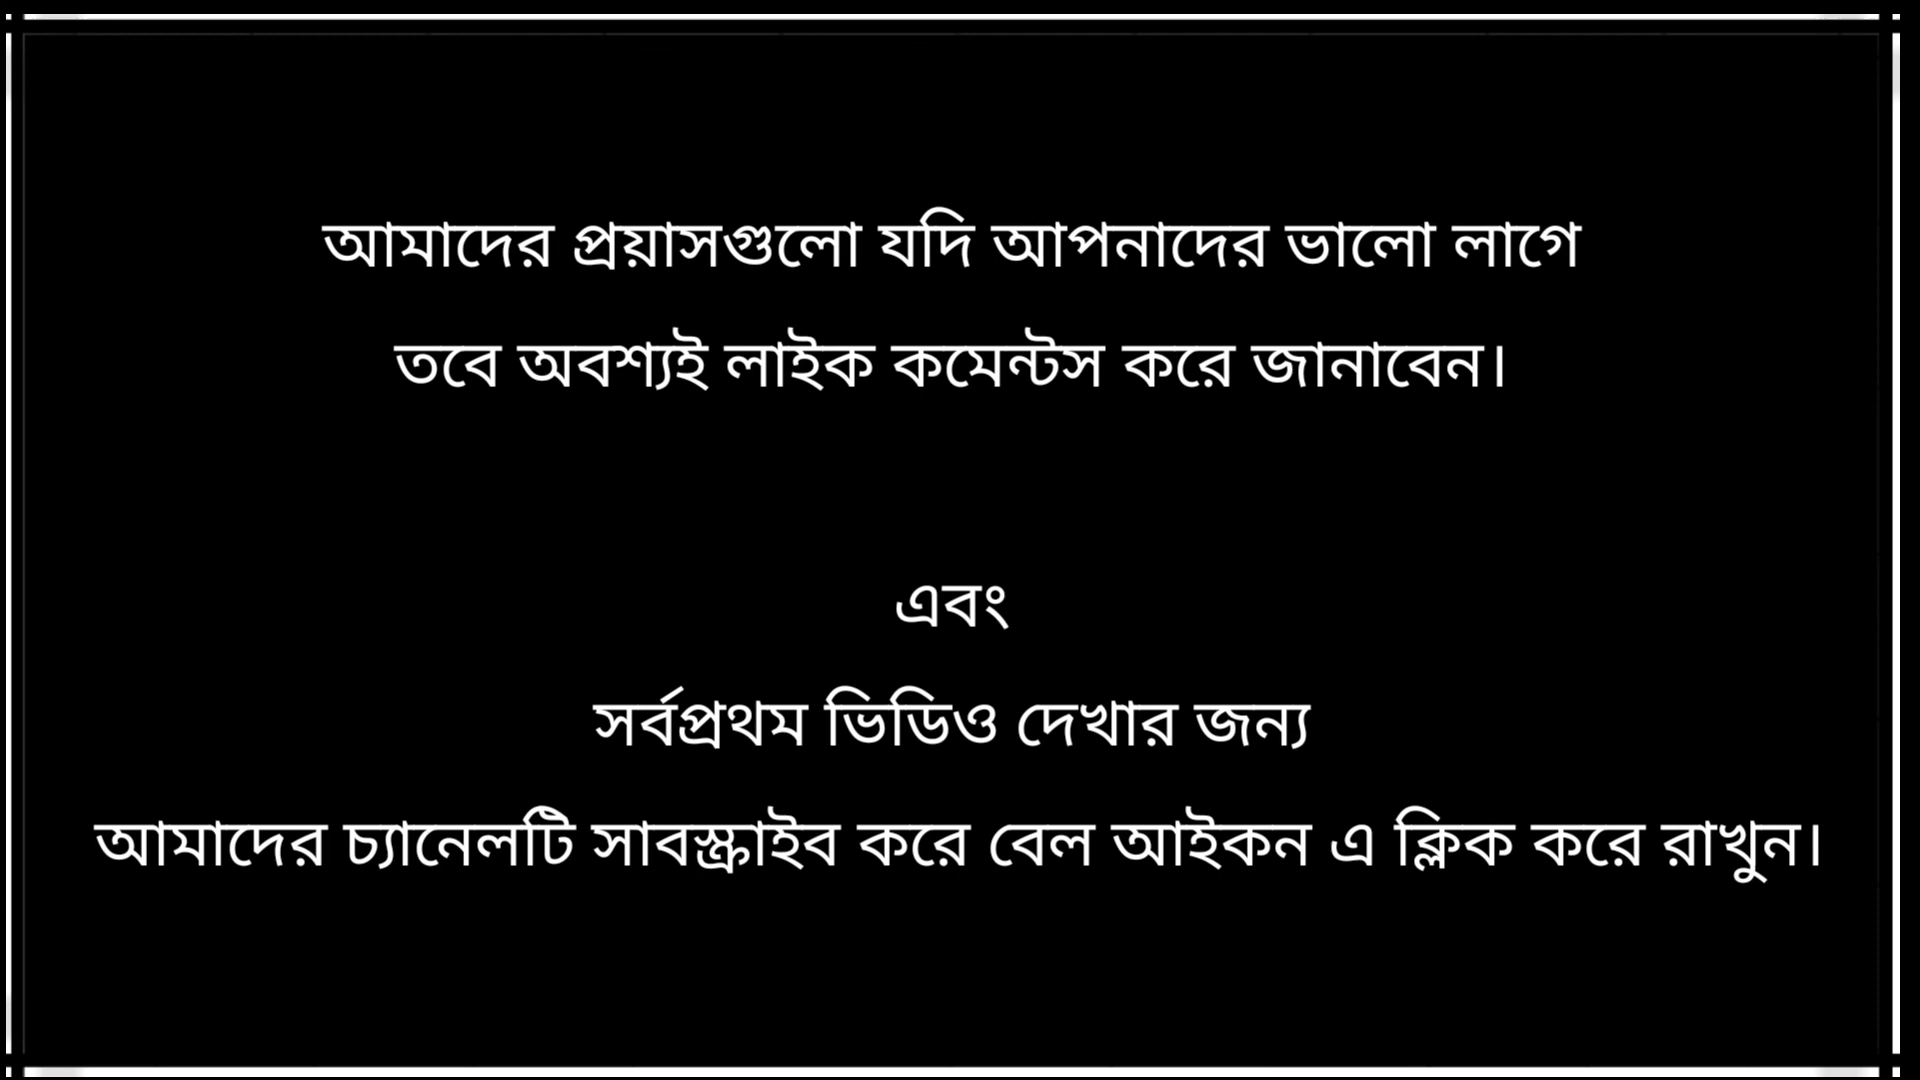 আমাদের প্রয়াসগুলো যদি আপনাদের ভালো লাগে
তবে অবশ্যই লাইক কমেন্টস করে জানাবেন।
এবং
সর্বপ্রথম ভিডিও দেখার জন্য
আমাদের চ্যানেলটি সাবস্ক্রাইব করে বেল আইকন এ ক্লিক করে রাখুন।